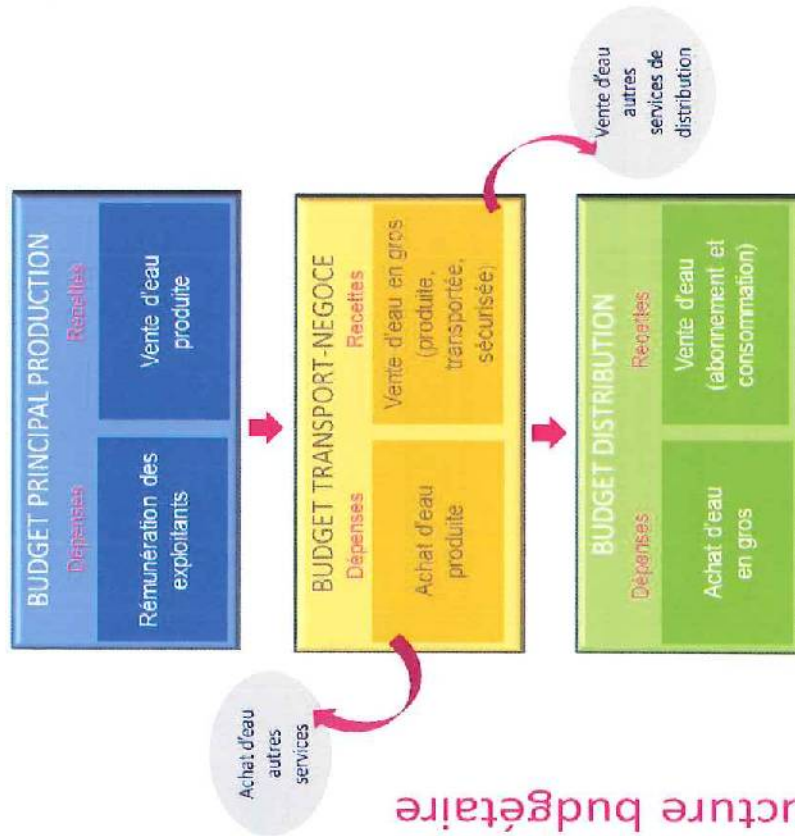 ucture budgétaire
BUDGET PRINCIPAL PRODUCTION
Dépenses
Recettes
Rémunération des
exploitants
Vente d'eau
produite
Achat d'eau
autres
services
BUDGET TRANSPORT-NEGOCE
Dépenses
Recettes
Achat d'eau
produite
Vente d'eau en gros
(produite,
transportée,
sécurisée)
Vente d'eau
autres
services de
distribution
BUDGET DISTRIBUTION
Dépenses
Recettes
Achat d'eau
en gros
Vente d'eau
(abonnement et
consommation)